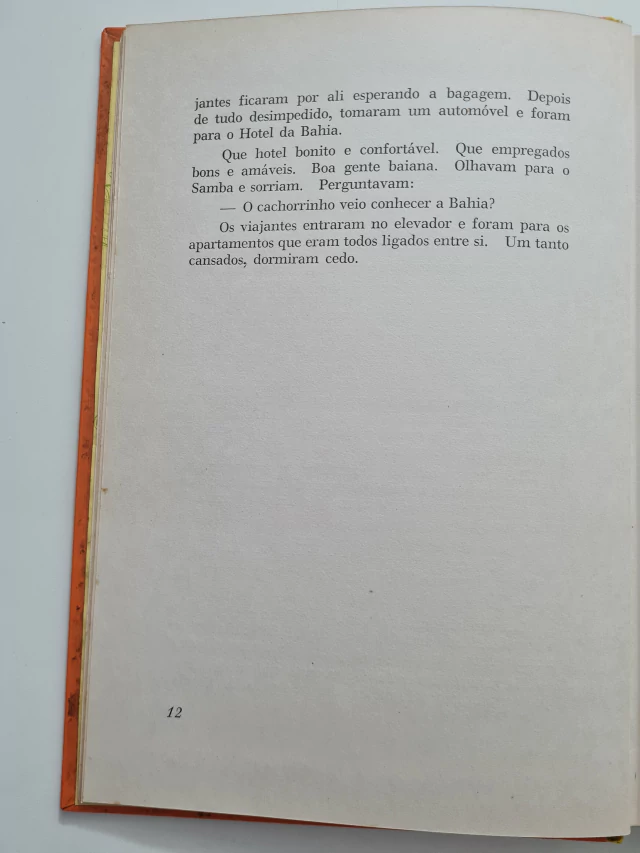 jantes ficaram por ali esperando a bagagem. Depois
de tudo desimpedido, tomaram um automóvel e foram
para o Hotel da Bahia.
Que hotel bonito e confortável. Que empregados
bons e amáveis. Boa gente baiana. Olhavam para o
Samba e sorriam. Perguntavam:
— O cachorrinho veio conhecer a Bahia?
Os viajantes entraram no elevador e foram para os
apartamentos que eram todos ligados entre si. Um tanto
cansados, dormiram cedo.
12